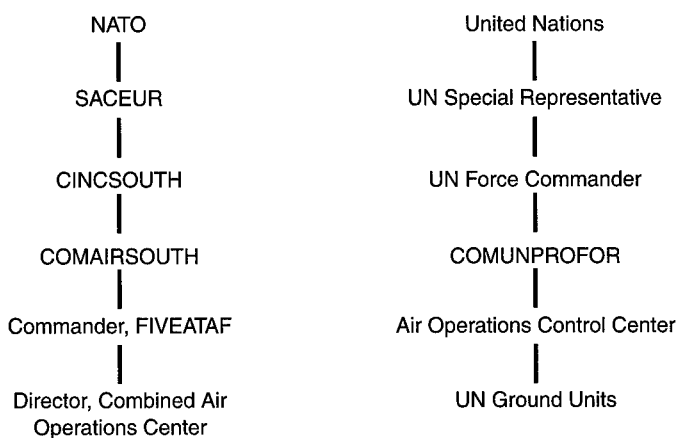 NATO
SACEUR
CINCSOUTH
COMAIRSOUTH
Commander, FIVEATAF
Director, Combined Air
Operations Center
United Nations
UN Special Representative
UN Force Commander
COMUNPROFOR
Air Operations Control Center
UN Ground Units